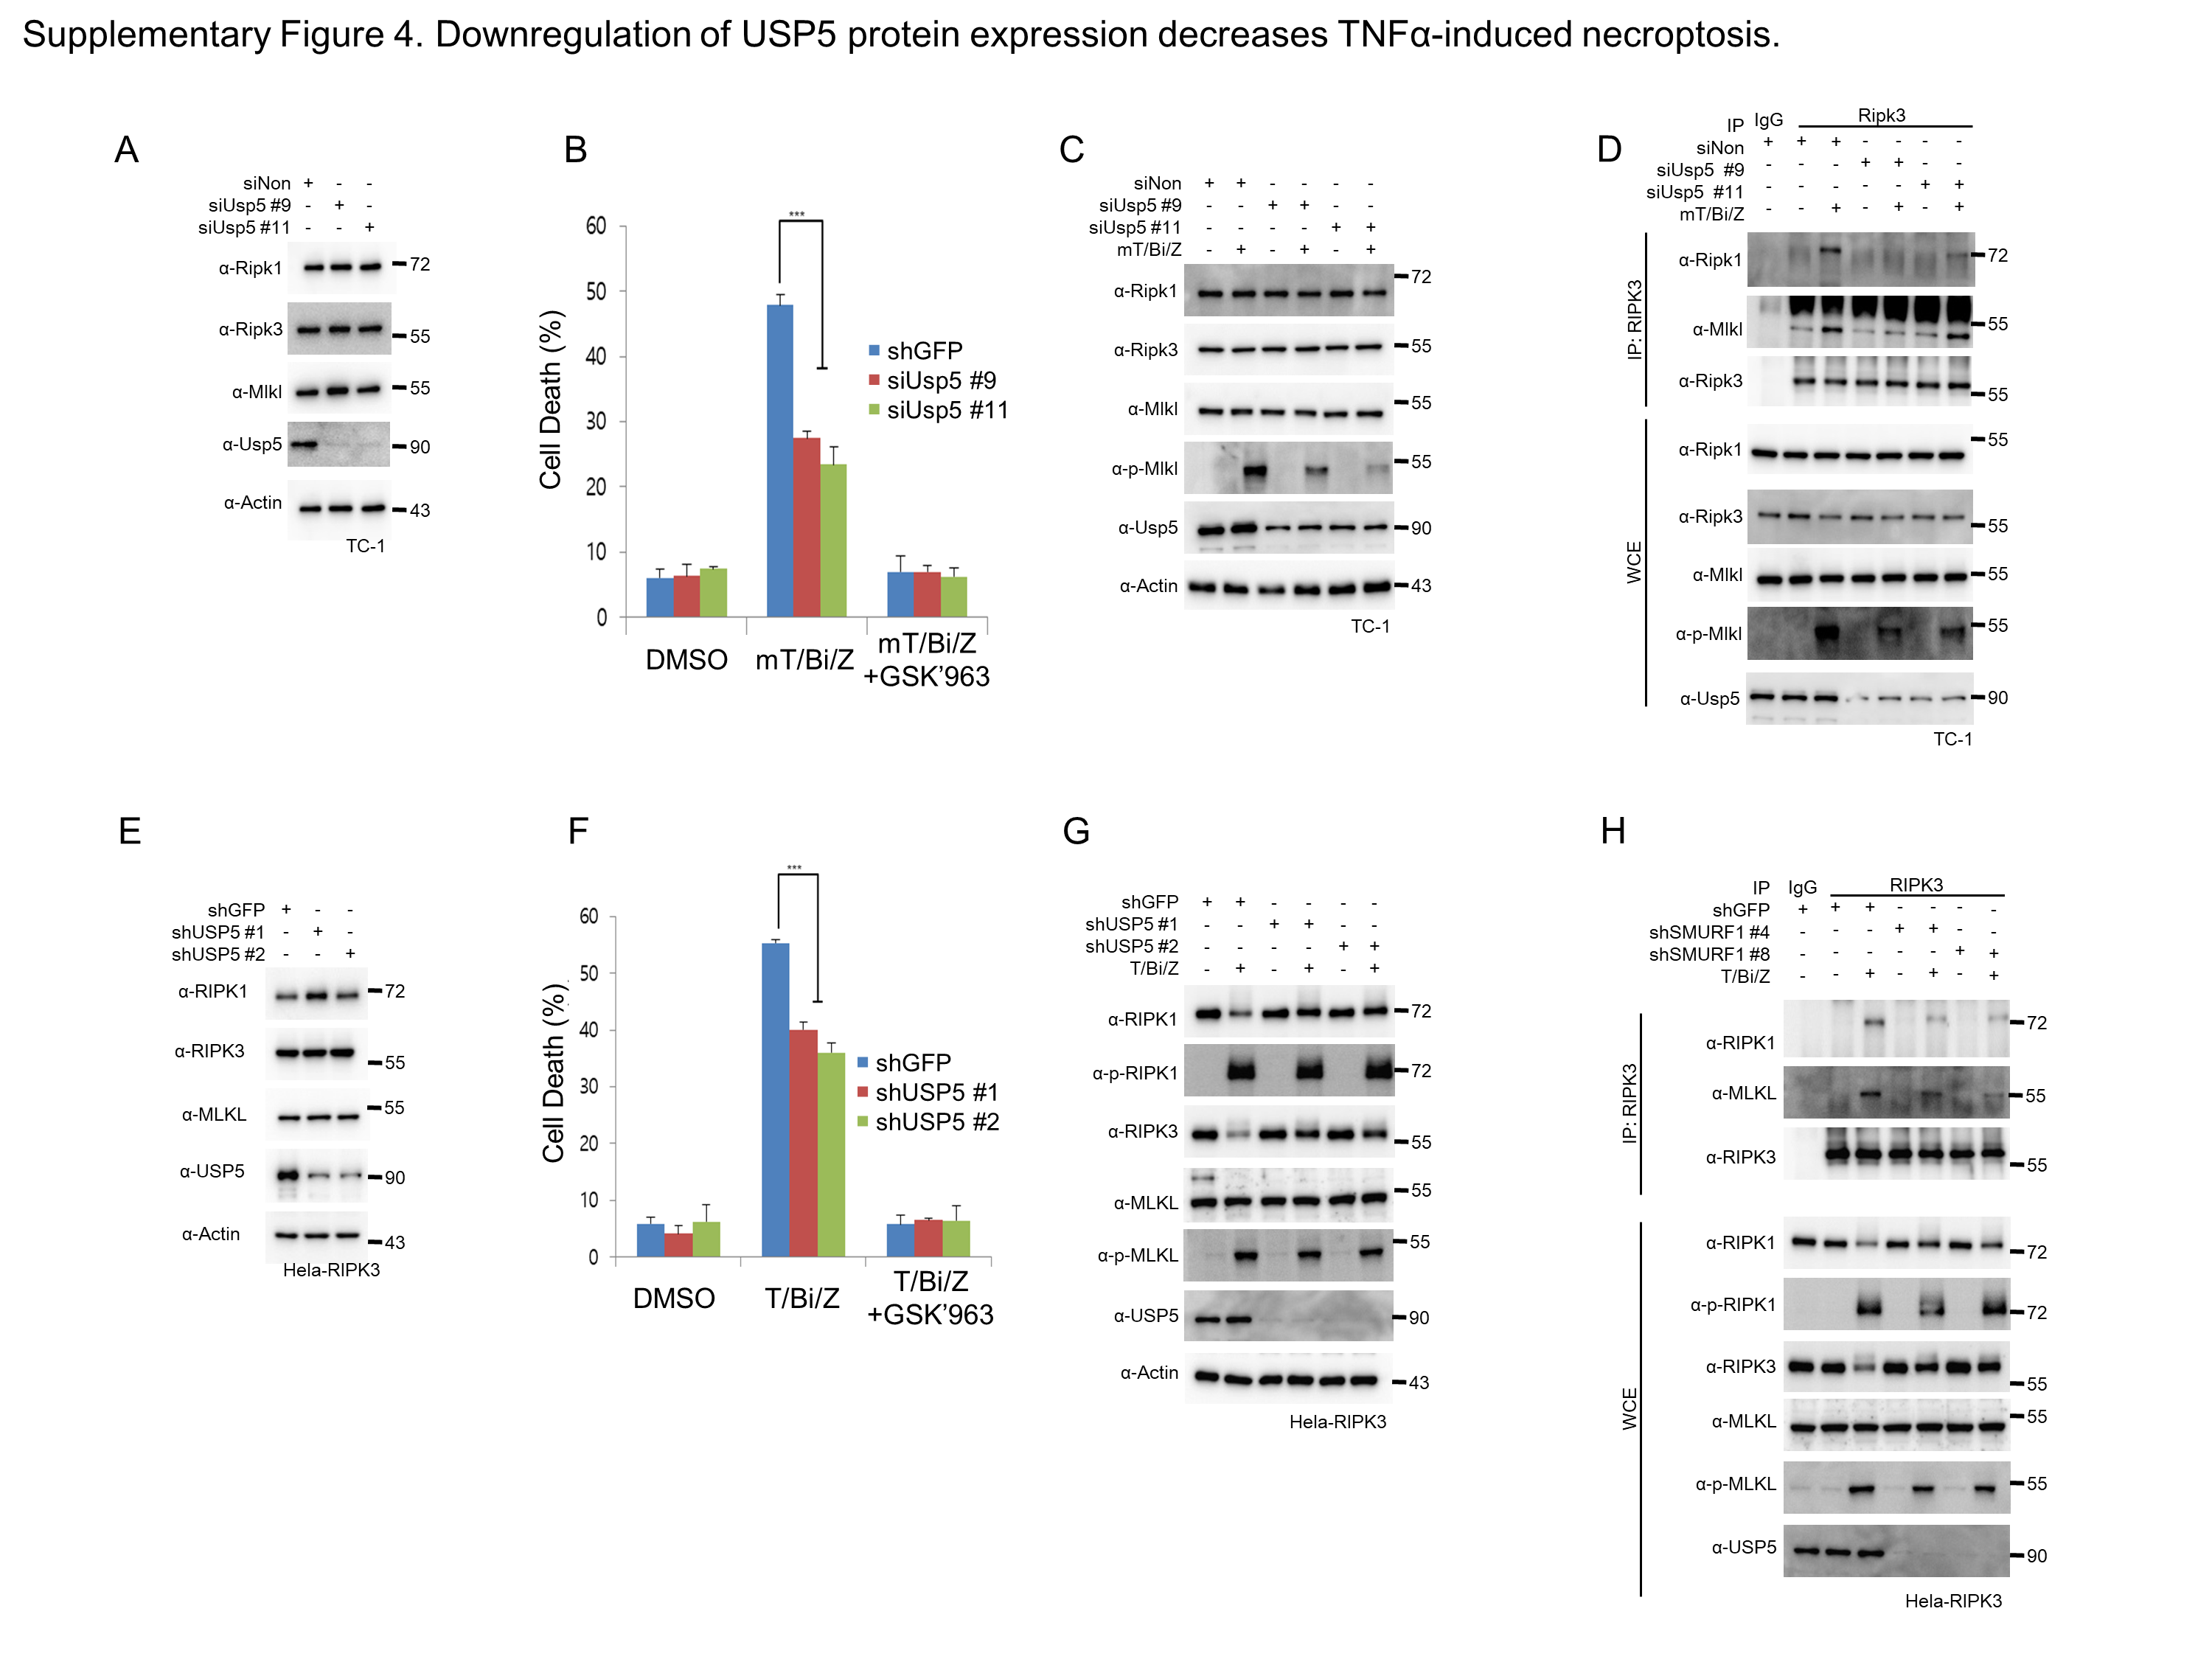 Supplementary Figure 4. Downregulation of USP5 protein expression decreases TNFα-induced necroptosis.
A
siNon + - -
siUsp5 #9 - + -
siUsp5 #11 - - +
α-Ripk1 72
α-Ripk3 55
α-Mlkl 55
α-Usp5 90
α-Actin 43
TC-1
B
Cell Death (%)
60
50
40
30
20
10
0
***
shGFP
siUsp5 #9
siUsp5 #11
DMSO
mT/Bi/Z
mT/Bi/Z
+GSK'963
C
siNon + + - - - -
siUsp5 #9 - - + + - -
siUsp5 #11 - - - - + +
mT/Bi/Z - + - + - +
α-Ripk1 72
α-Ripk3 55
α-Mlkl 55
α-p-Mlkl 55
α-Usp5 90
α-Actin 43
TC-1
D
IP IgG Ripk3
siNon + + + - - - -
siUsp5 #9 - - - + + - -
siUsp5 #11 - - - - - + +
mT/Bi/Z - - + - + - +
IP: RIPK3
α-Ripk1 72
α-Mlkl 55
α-Ripk3 55
WCE
α-Ripk1 55
α-Ripk3 55
α-Mlkl 55
α-p-Mlkl 55
α-Usp5 90
TC-1
E
shGFP + - -
shUSP5 #1 - + -
shUSP5 #2 - - +
α-RIPK1 72
α-RIPK3 55
α-MLKL 55
α-USP5 90
α-Actin 43
Hela-RIPK3
F
Cell Death (%)
60
50
40
30
20
10
0
***
shGFP
shUSP5 #1
shUSP5 #2
DMSO
T/Bi/Z
T/Bi/Z
+GSK'963
G
shGFP + + - - - -
shUSP5 #1 - - + + - -
shUSP5 #2 - - - - + +
T/Bi/Z - + - + - +
α-RIPK1 72
α-p-RIPK1 72
α-RIPK3 55
α-MLKL 55
α-p-MLKL 55
α-USP5 90
α-Actin 43
Hela-RIPK3
H
IP IgG RIPK3
shGFP + + + - - - -
shSMURF1 #4 - - - + + - -
shSMURF1 #8 - - - - - + +
T/Bi/Z - - + - + - +
IP: RIPK3
α-RIPK1 72
α-MLKL 55
α-RIPK3 55
WCE
α-RIPK1 72
α-p-RIPK1 72
α-RIPK3 55
α-MLKL 55
α-p-MLKL 55
α-USP5 90
Hela-RIPK3